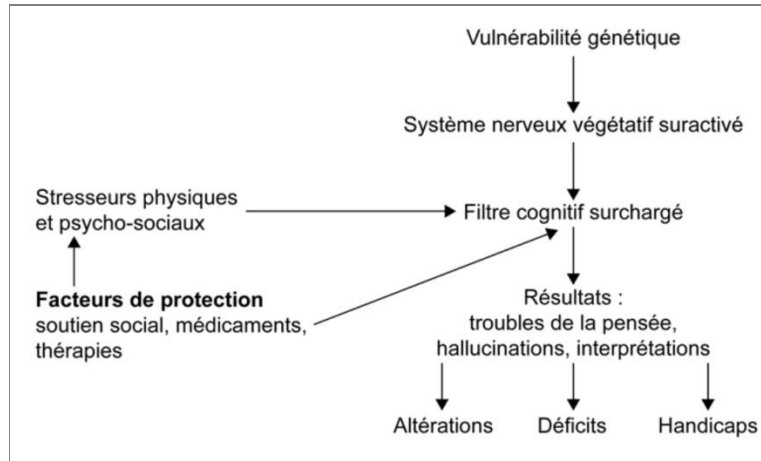 Vulnérabilité génétique
Système nerveux végétatif suractivé
Stresseurs physiques
et psycho-sociaux
Filtre cognitif surchargé
Facteurs de protection
soutien social, médicaments,
thérapies
Résultats :
troubles de la pensée,
hallucinations, interprétations
Altérations
Déficits
Handicaps